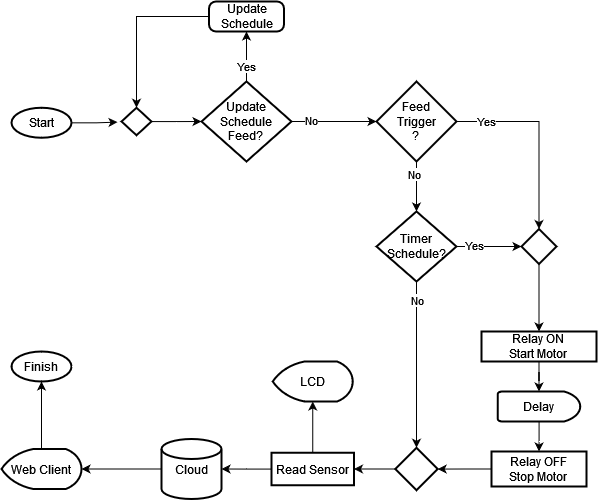 Update
Schedule
Yes
Start
Update
Schedule
Feed?
No
Feed
Trigger
?
Yes
No
Timer
Schedule?
Yes
No
Relay ON
Start Motor
Delay
Relay OFF
Stop Motor
Read Sensor
LCD
Cloud
Web Client
Finish